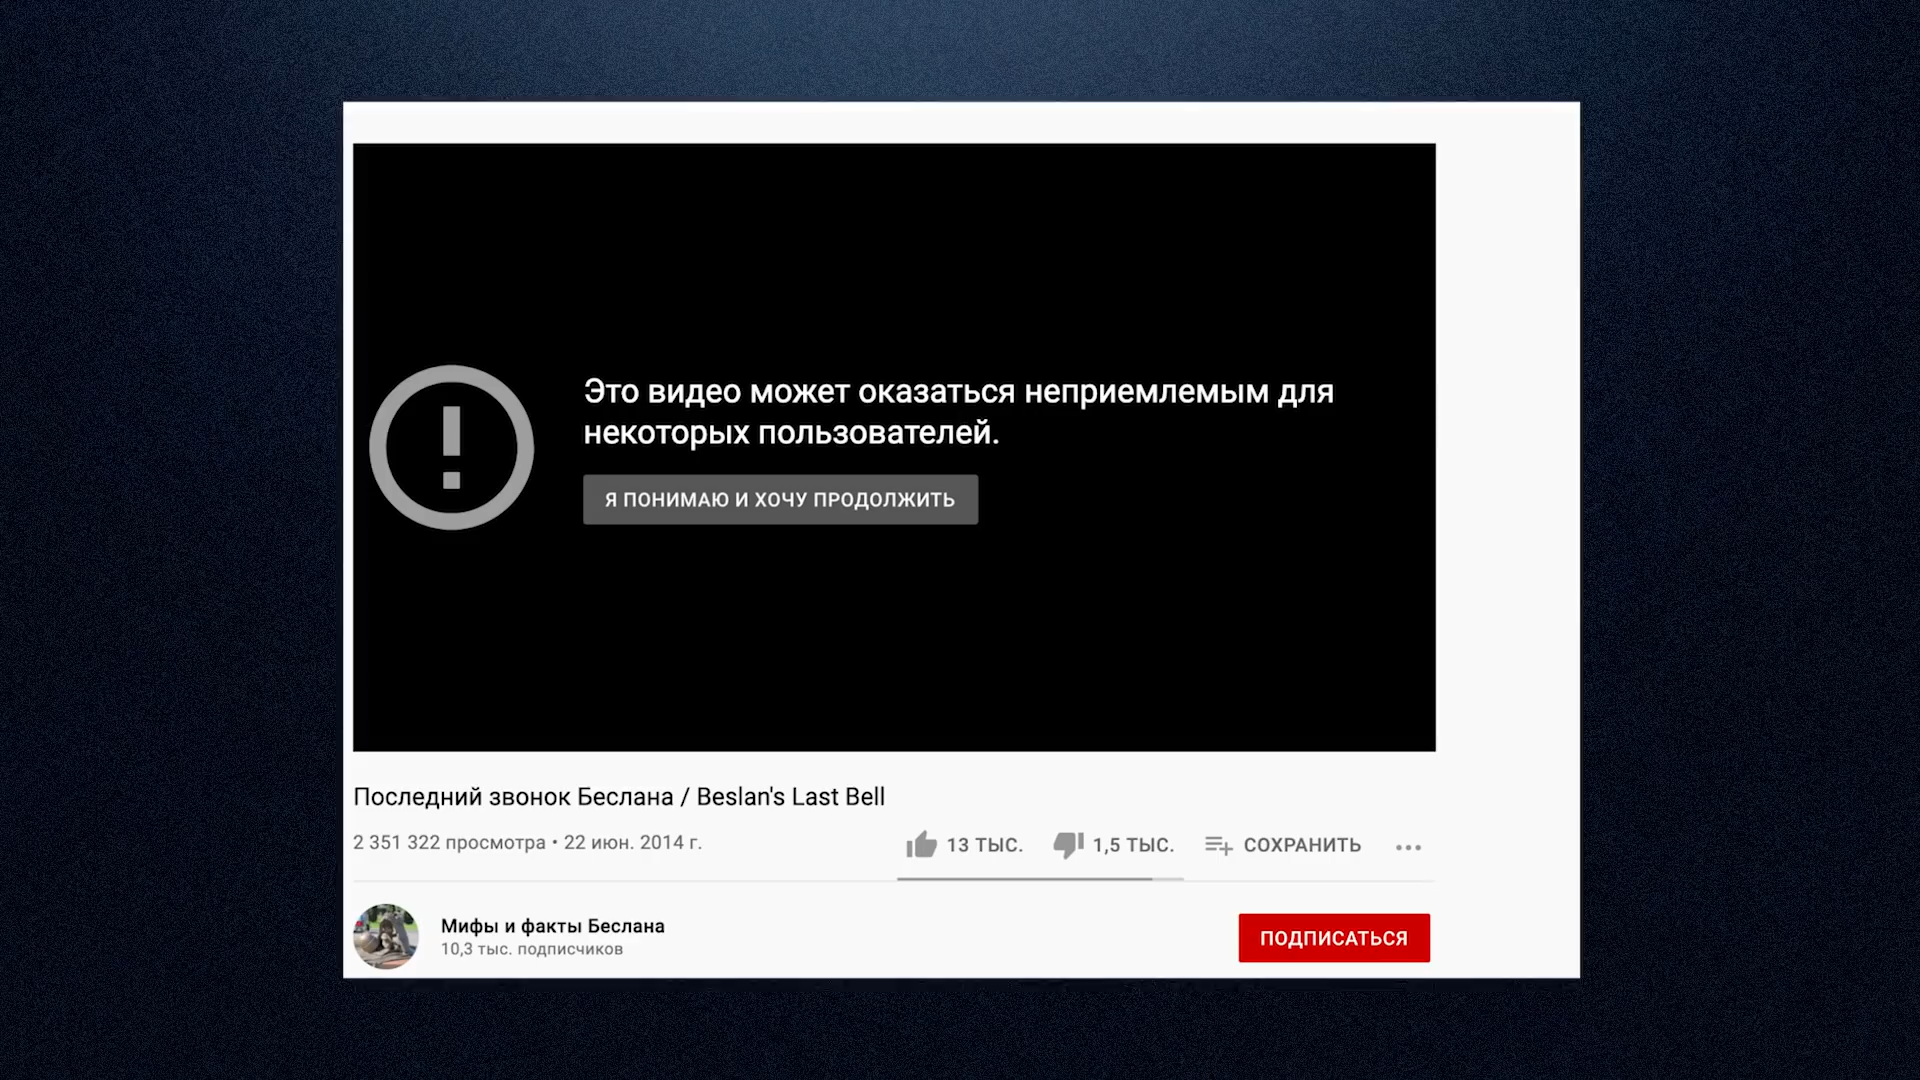 Это видео может оказаться неприемлемым для
некоторых пользователей.
Я ПОНИМАЮ И ХОЧУ ПРОДОЛЖИТЬ
Последний звонок Беслана / Beslan's Last Bell
2 351 322 просмотра • 22 июн. 2014 г.
13 ТЫС.
1,5 ТЫС.
СОХРАНИТЬ
Мифы и факты Беслана
10,3 тыс. подписчиков
ПОДПИСАТЬСЯ